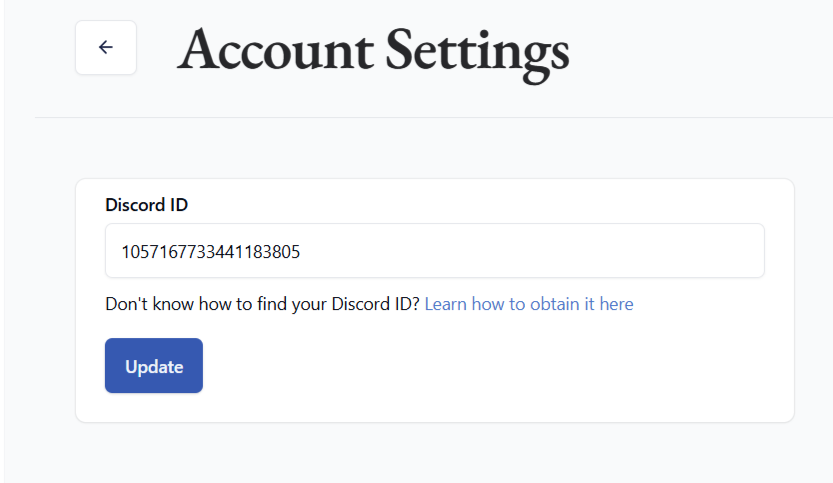 Account Settings
Discord ID
1057167733441183805
Don't know how to find your Discord ID? Learn how to obtain it here
Update